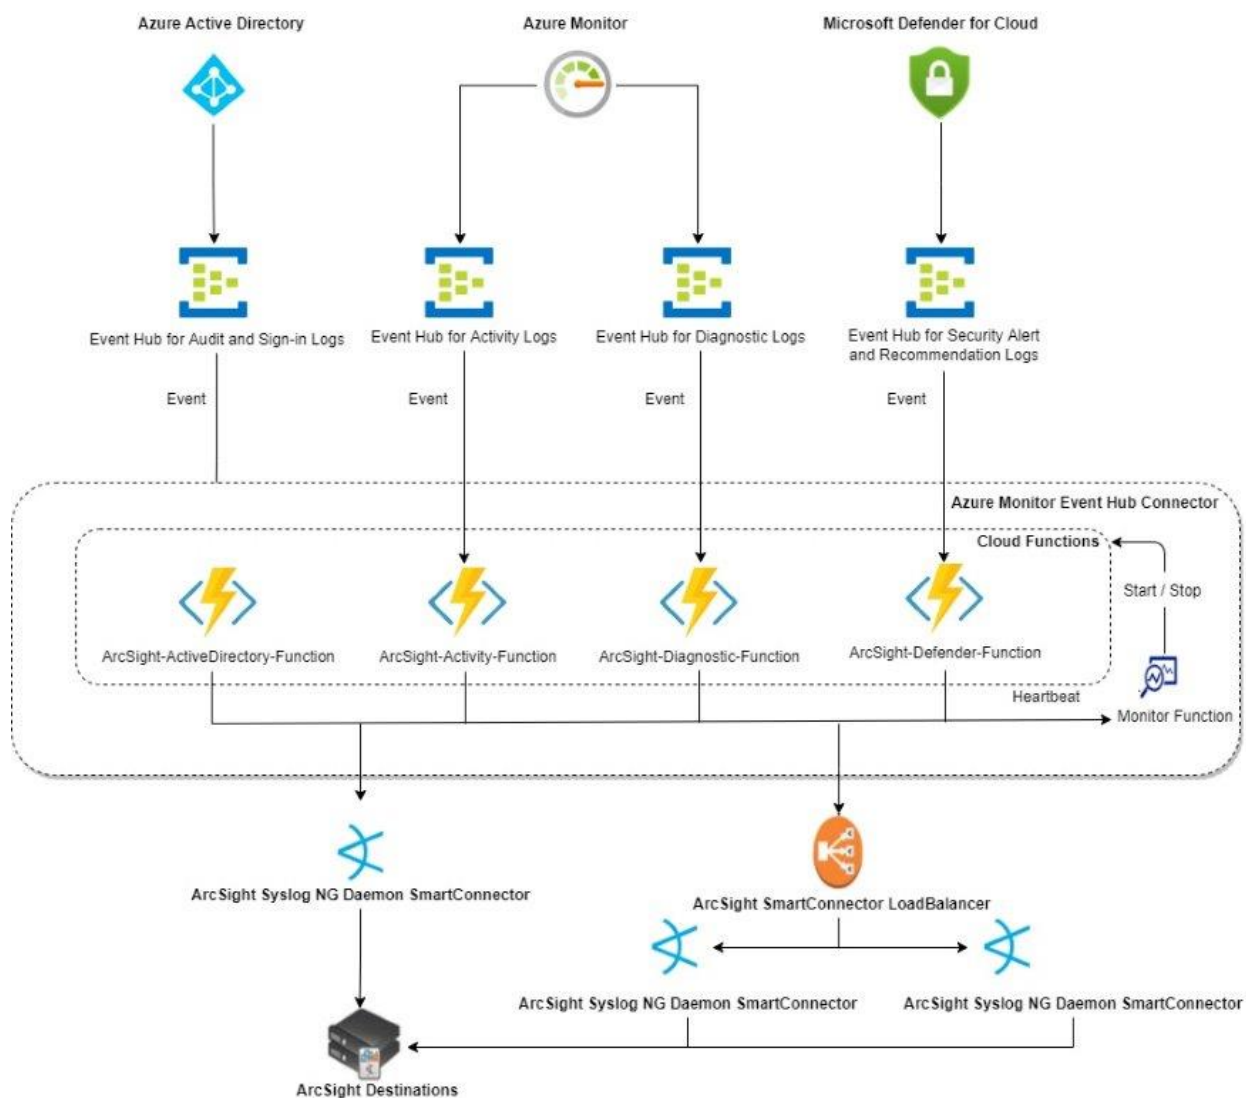 Azure Active Directory
Azure Monitor
Microsoft Defender for Cloud
Event Hub for Audit and Sign-in Logs
Event Hub for Activity Logs
Event Hub for Diagnostic Logs
Event Hub for Security Alert
and Recommendation Logs
Event
Event
Event
Event
Azure Monitor Event Hub Connector
Cloud Functions
Start / Stop
ArcSight-ActiveDirectory-Function
ArcSight-Activity-Function
ArcSight-Diagnostic-Function
ArcSight-Defender-Function
Heartbeat
Monitor Function
ArcSight Syslog NG Daemon SmartConnector
ArcSight SmartConnector LoadBalancer
ArcSight Syslog NG Daemon SmartConnector
ArcSight Syslog NG Daemon SmartConnector
ArcSight Destinations